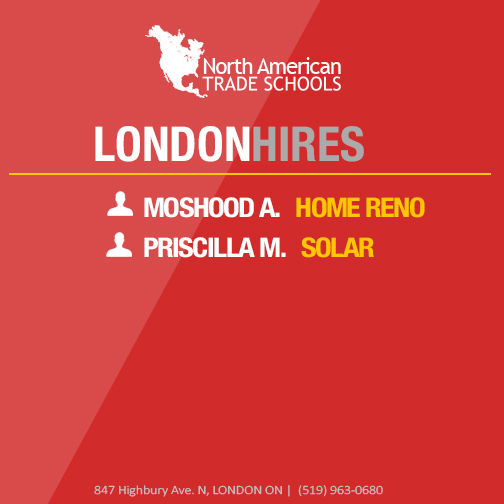 North American
TRADE SCHOOLS
LONDONHIRES
MOSHOOD A. HOME RENO
PRISCILLA M. SOLAR
847 Highbury Ave. N, LONDON ON | (519) 963-0680